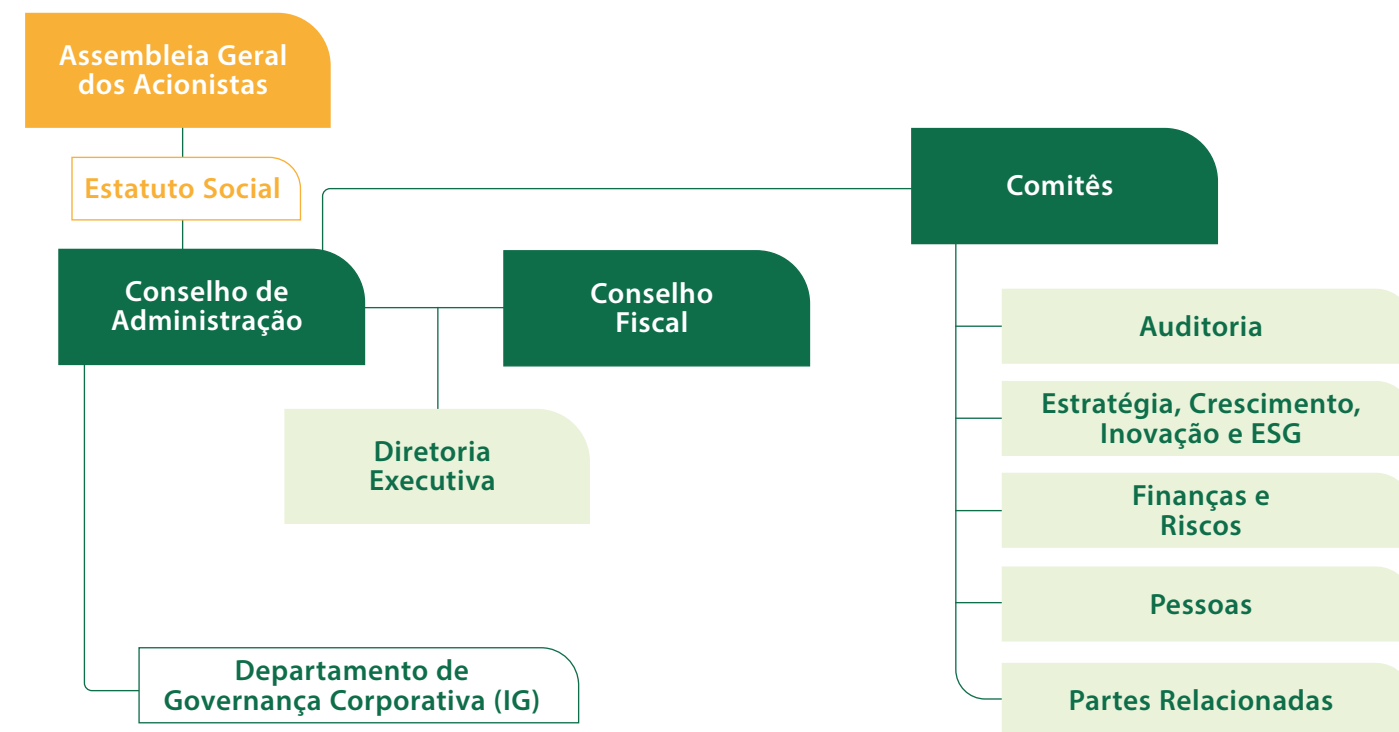 Assembleia Geral
dos Acionistas
Estatuto Social
Conselho de
Administração
Conselho
Fiscal
Diretoria
Executiva
Departamento de
Governança Corporativa (IG)
Comitês
Auditoria
Estratégia, Crescimento,
Inovação e ESG
Finanças e
Riscos
Pessoas
Partes Relacionadas